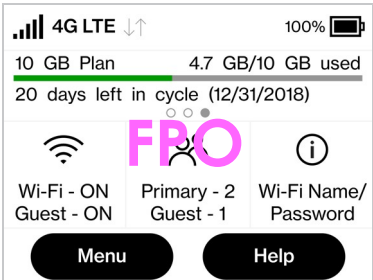 4G LTE 100%
10 GB Plan 4.7 GB/10 GB used
20 days left in cycle (12/31/2018)
FPO
Wi-Fi - ON Primary - 2 Wi-Fi Name/
Guest - ON Guest - 1 Password
Menu Help